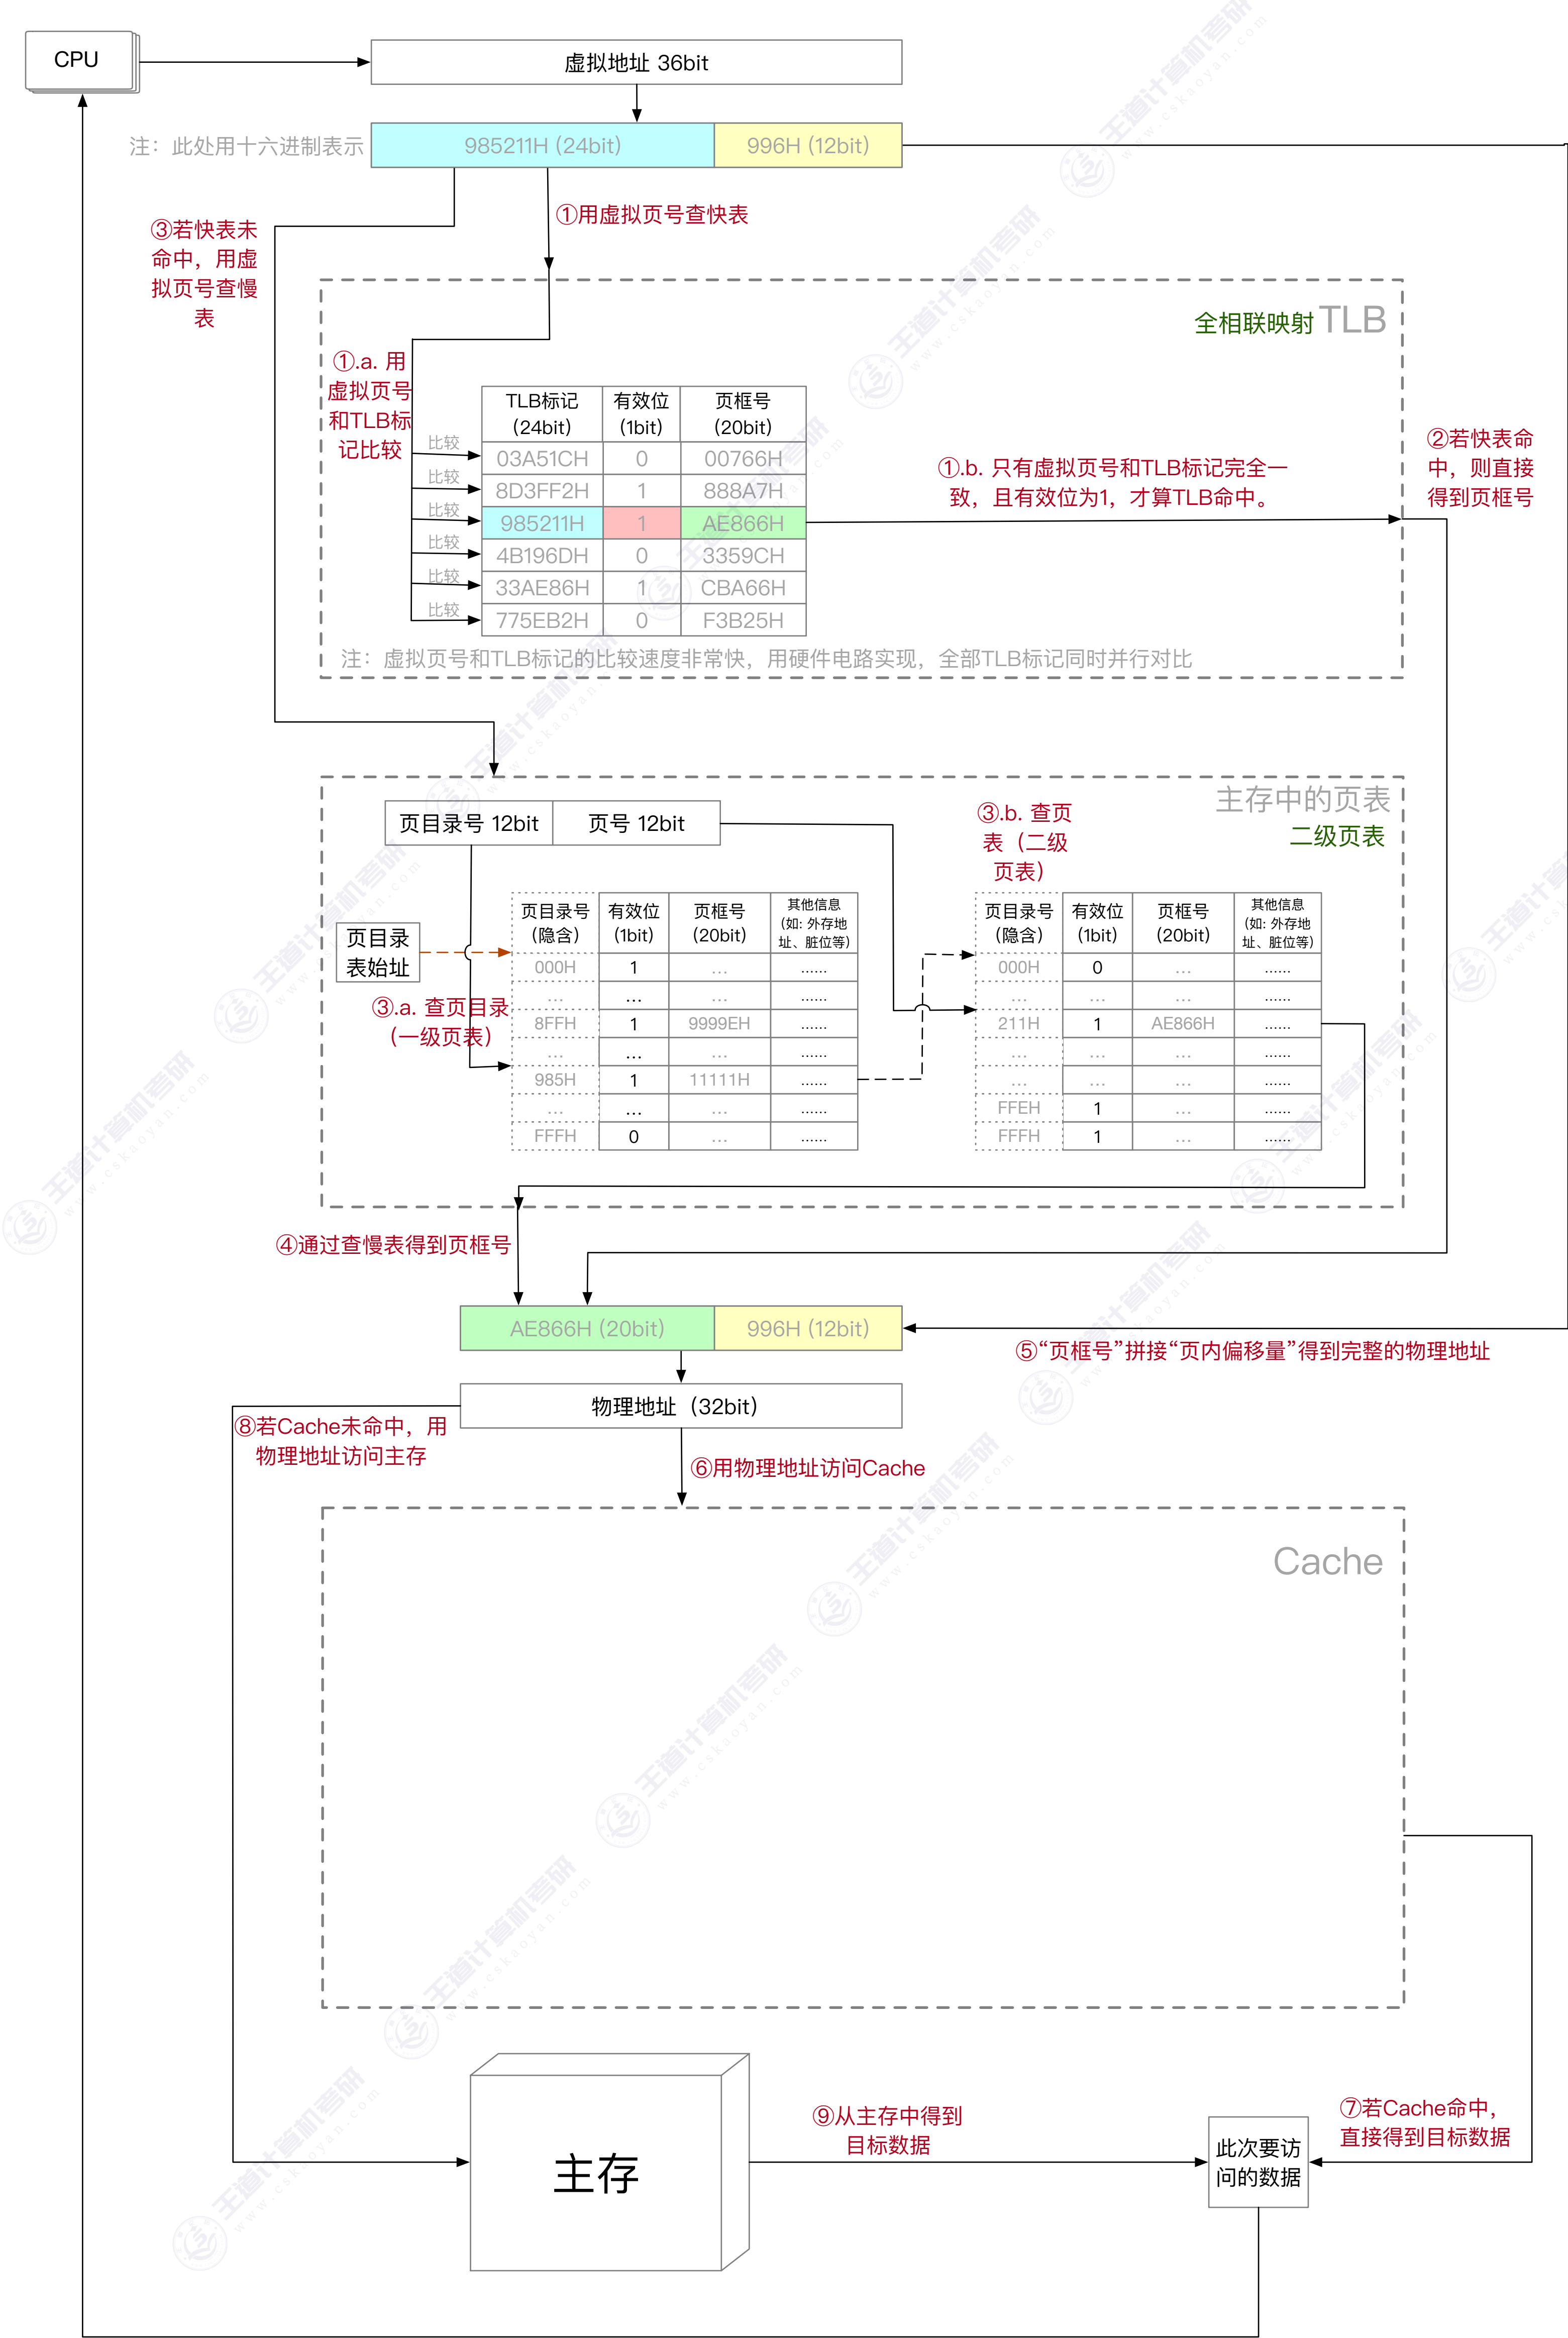 CPU
虚拟地址 36bit
注：此处用十六进制表示
985211H (24bit)
996H (12bit)
①用虚拟页号查快表
③若快表未
命中，用虚
拟页号查慢
表
全相联映射 TLB
①.a. 用
虚拟页号
和TLB标
记比较
TLB标记
(24bit)
有效位
(1bit)
页框号
(20bit)
比较
03A51CH 0 00766H
比较
8D3FF2H 1 888A7H
比较
985211H 1 AE866H
比较
4B196DH 0 3359CH
比较
33AE86H 1 CBA66H
比较
775EB2H 0 F3B25H
①.b. 只有虚拟页号和TLB标记完全一
致，且有效位为1，才算TLB命中。
②若快表命
中，则直接
得到页框号
注：虚拟页号和TLB标记的比较速度非常快，用硬件电路实现，全部TLB标记同时并行对比
主存中的页表
二级页表
页目录号 12bit
页号 12bit
③.b. 查页
表（二级
页表）
页目录
表始址
③.a. 查页目录
（一级页表）
页目录号
（隐含）
有效位
(1bit)
页框号
(20bit)
其他信息
(如: 外存地
址、脏位等)
000H 1 … ……
… … … ……
8FFH 1 9999EH ……
… … … ……
985H 1 11111H ……
… … … ……
FFFH 0 … ……
页目录号
（隐含）
有效位
(1bit)
页框号
(20bit)
其他信息
(如: 外存地
址、脏位等)
000H 0 … ……
… … … ……
211H 1 AE866H ……
… … … ……
… … … ……
FFEH 1 … ……
FFFH 1 … ……
④通过查慢表得到页框号
AE866H (20bit)
996H (12bit)
⑤“页框号”拼接“页内偏移量”得到完整的物理地址
物理地址（32bit）
⑧若Cache未命中，用
物理地址访问主存
⑥用物理地址访问Cache
Cache
主存
⑨从主存中得到
目标数据
此次要访
问的数据
⑦若Cache命中，
直接得到目标数据
王道计算机考研
www.cskaoyan.com